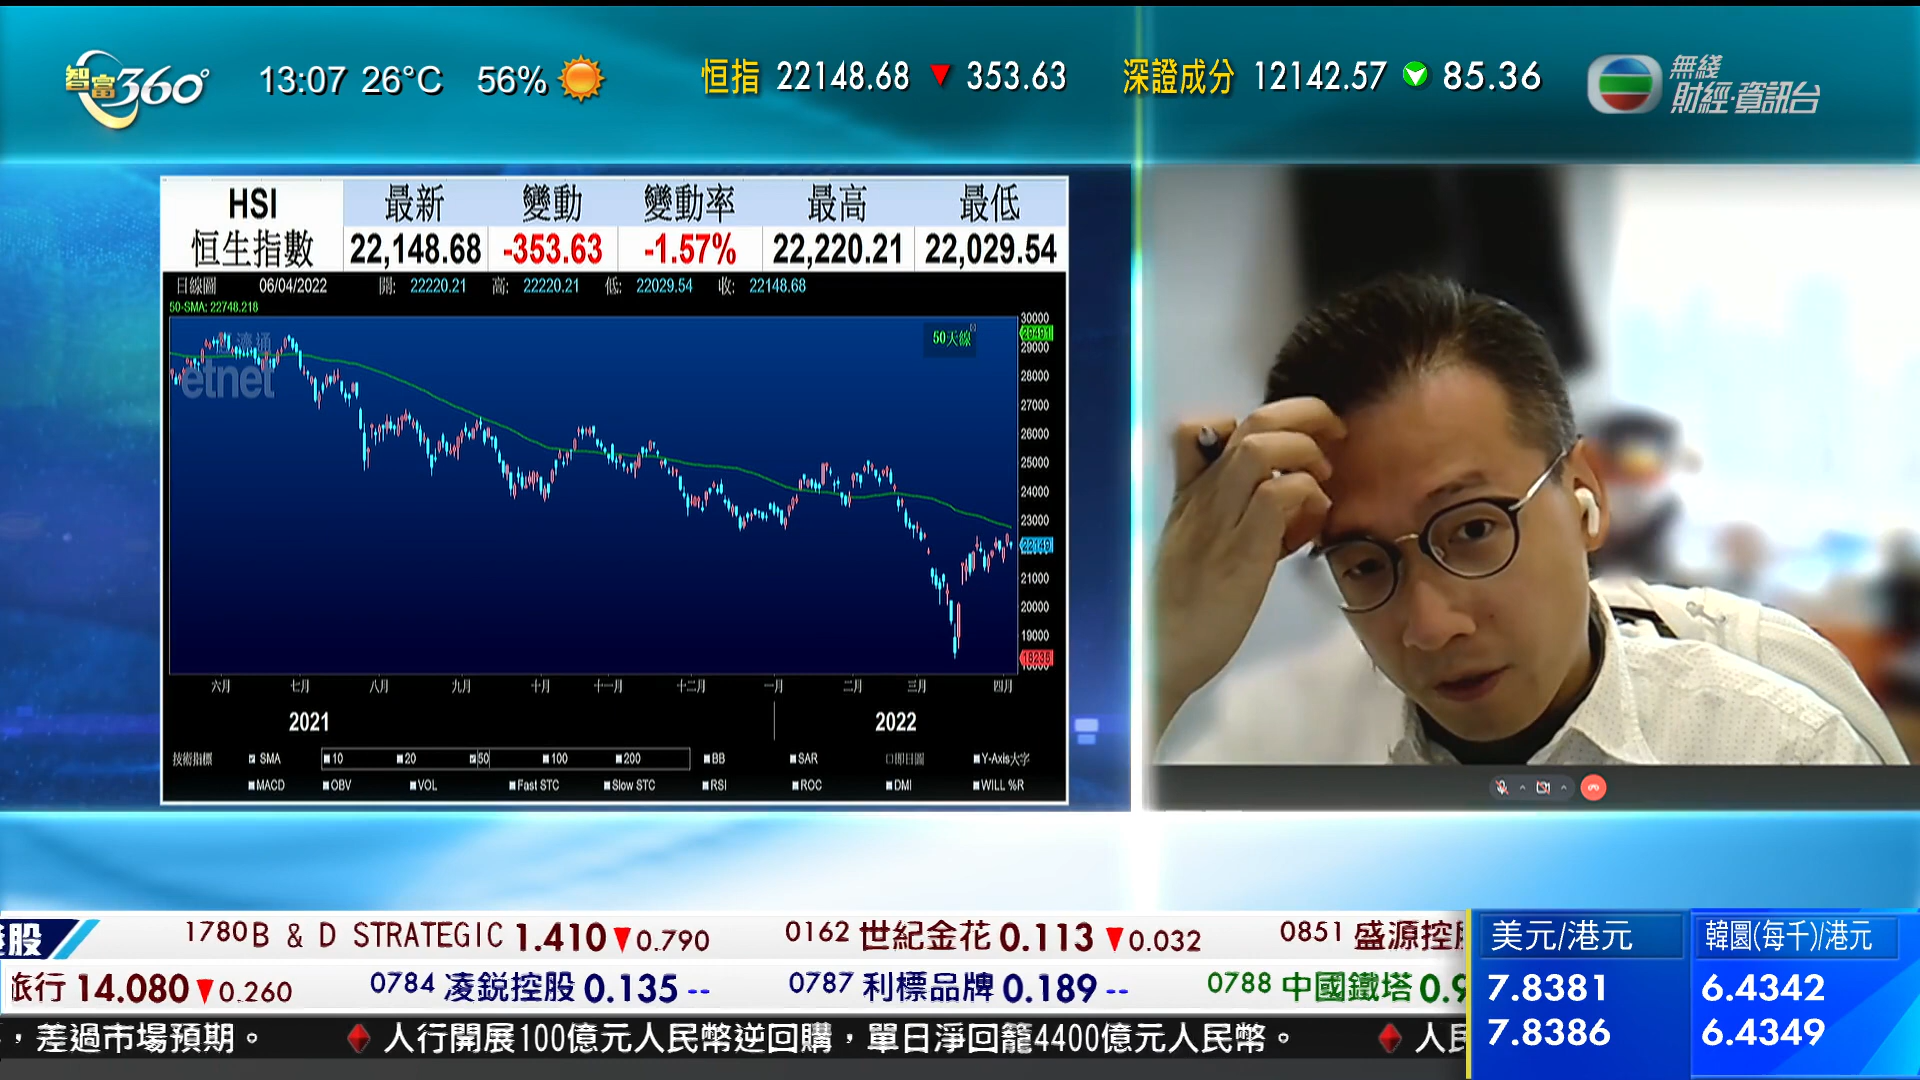 智富360°
13:07 26°C 56%
恒指 22148.68 ▼ 353.63
深證成分 12142.57 85.36
無綫
財經·資訊台
HSI 最新 變動 變動率 最高 最低
恒生指數 22,148.68 -353.63 -1.57% 22,220.21 22,029.54
日線圖 06/04/2022 開: 22220.21 高: 22220.21 低: 22029.54 收: 22148.68
50-SMA: 22748.218
50天線
etnet
30000
29491
29000
28000
27000
26000
25000
24000
23000
22149
21000
20000
19000
18235
六月 七月 八月 九月 十月 十一月 十二月 一月 二月 三月 四月
2021 2022
技術指標 SMA 10 20 50 100 200 BB SAR 即日圖 Y-Axis大字
MACD OBV VOL Fast STC Slow STC RSI ROC DMI WILL %R
港股 1780 B & D STRATEGIC 1.410 ▼ 0.790 0162 世紀金花 0.113 ▼ 0.032 0851 盛源控
旅行 14.080 ▼ 0.260 0784 凌銳控股 0.135 -- 0787 利標品牌 0.189 -- 0788 中國鐵塔 0.9
，差過市場預期。 人行開展100億元人民幣逆回購，單日淨回籠4400億元人民幣。 人民
美元/港元
7.8381
7.8386
韓圜(每千)/港元
6.4342
6.4349